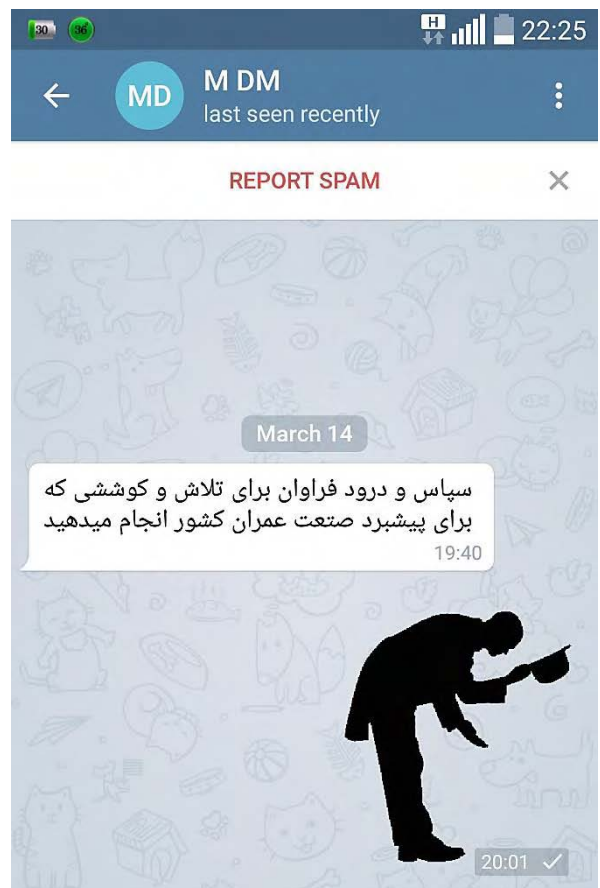 30 36 H 22:25
MD M DM
last seen recently
REPORT SPAM
March 14
سپاس و درود فراوان برای تلاش و کوششی که
برای پیشبرد صتعت عمران کشور انجام میدهید
19:40
20:01